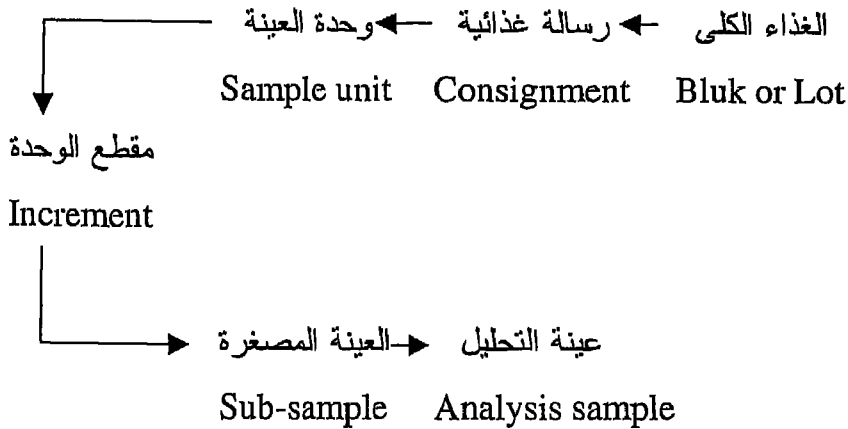 الغذاء الكلى رسالة غذائية وحدة العينة
Sample unit Consignment Bluk or Lot
مقطع الوحدة
Increment
العينة المصغرة عينة التحليل
Sub-sample Analysis sample